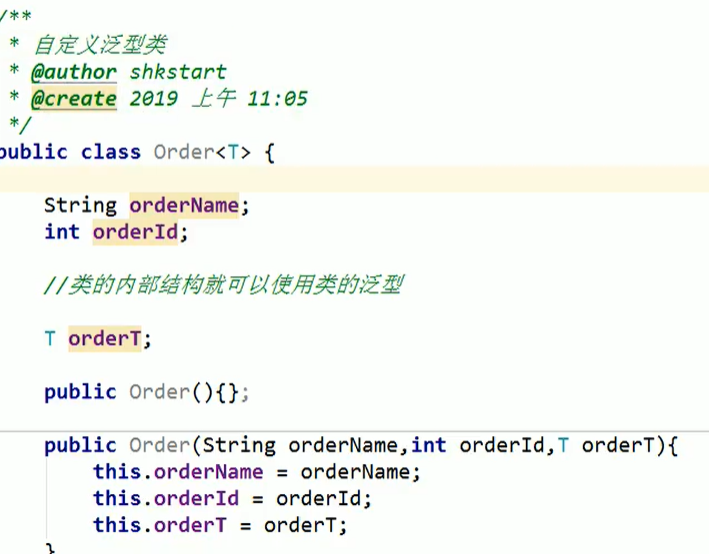 /**
 * 自定义泛型类
 * @author shkstart
 * @create 2019 上午 11:05
 */
public class Order<T> {
    String orderName;
    int orderId;
    //类的内部结构就可以使用类的泛型
    T orderT;
    public Order(){};
    public Order(String orderName,int orderId,T orderT){
        this.orderName = orderName;
        this.orderId = orderId;
        this.orderT = orderT;
    }